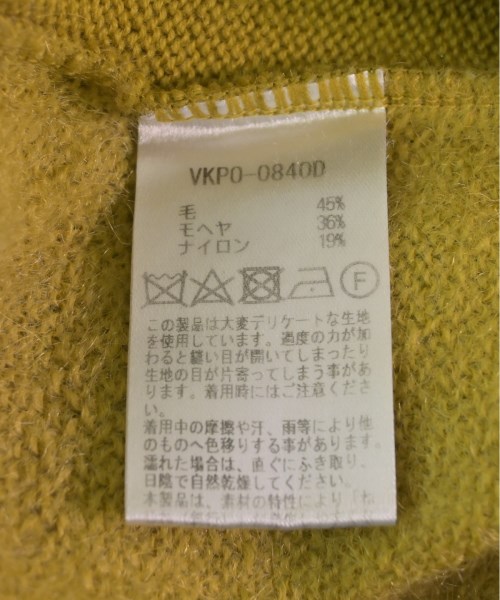 VKPO-0840D
毛 45%
モヘヤ 36%
ナイロン 19%
F
この製品は大変デリケートな生地
を使用しています。過度の力が加
わると縫い目が開いてしまったり
生地の目が片寄ってしまう事があ
ります。着用時にはご注意くださ
い。
着用中の摩擦や汗、雨等により他
のものへ色移りする事があります。
濡れた場合は、直ぐにふき取り、
日陰で自然乾燥してください。
本製品は、素材の特性により「ね